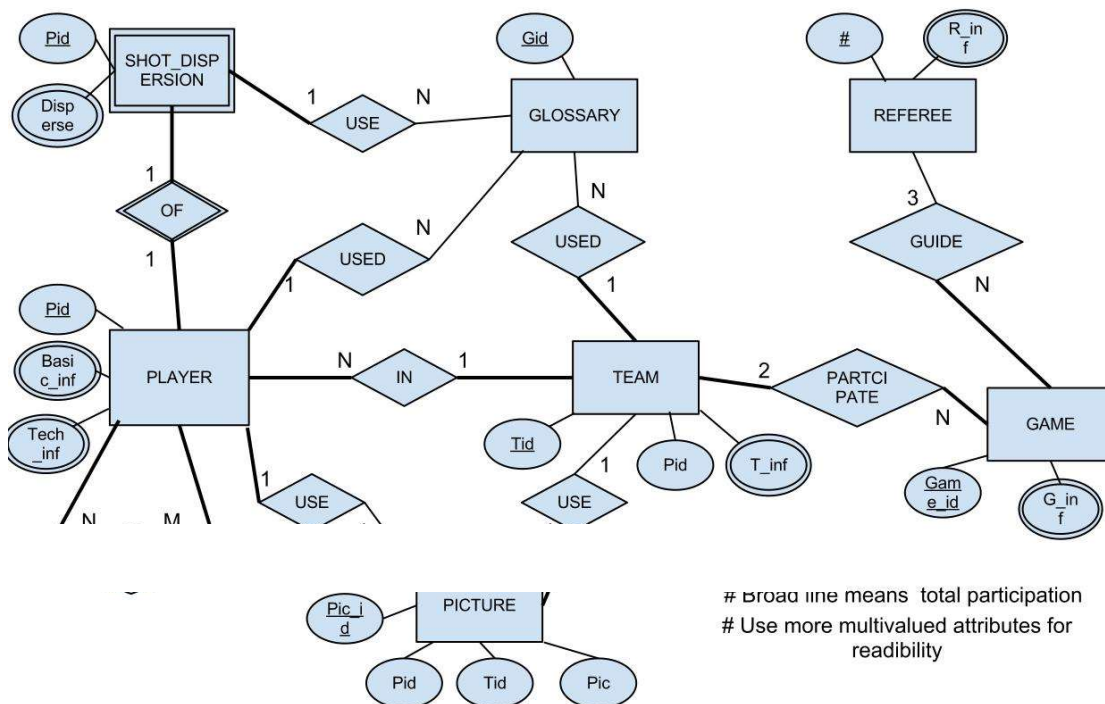 Pid
SHOT_DISP
ERSION
Disp
erse
1
USE
N
Gid
GLOSSARY
#
R_in
f
REFEREE
1
OF
1
N
USED
1
N
USED
1
3
GUIDE
N
Pid
Basi
c_inf
Tech
_inf
PLAYER
N
IN
1
TEAM
2
PARTCI
PATE
N
GAME
Tid
Pid
T_inf
Gam
e_id
G_in
f
N
M
1
USE
1
USE
Pic_i
d
PICTURE
Pid
Tid
Pic
# Broad line means total participation
# Use more multivalued attributes for
readibility